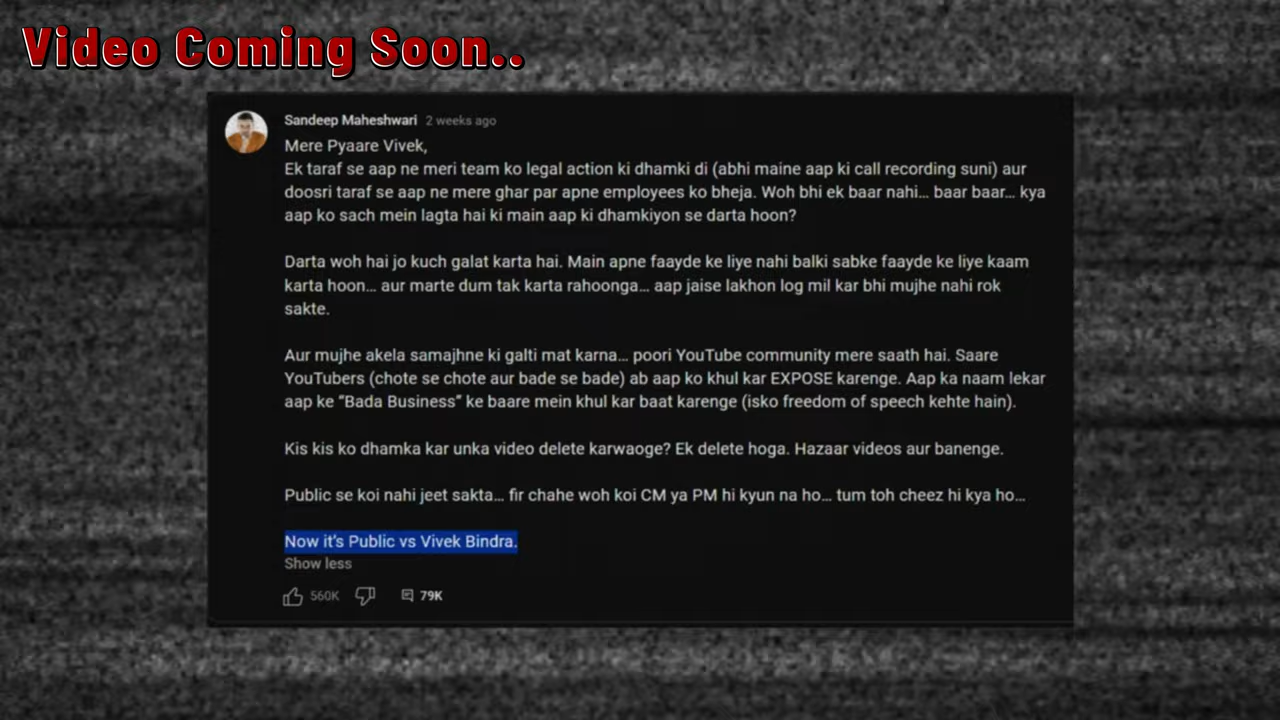 Video Coming Soon..
Sandeep Maheshwari 2 weeks ago
Mere Pyaare Vivek,
Ek taraf se aap ne meri team ko legal action ki dhamki di (abhi maine aap ki call recording suni) aur
doosri taraf se aap ne mere ghar par apne employees ko bheja. Woh bhi ek baar nahi... baar baar... kya
aap ko sach mein lagta hai ki main aap ki dhamkiyon se darta hoon?
Darta woh hai jo kuch galat karta hai. Main apne faayde ke liye nahi balki sabke faayde ke liye kaam
karta hoon... aur marte dum tak karta rahoonga... aap jaise lakhon log mil kar bhi mujhe nahi rok
sakte.
Aur mujhe akela samajhne ki galti mat karna... poori YouTube community mere saath hai. Saare
YouTubers (chote se chote aur bade se bade) ab aap ko khul kar EXPOSE karenge. Aap ka naam lekar
aap ke “Bada Business” ke baare mein khul kar baat karenge (isko freedom of speech kehte hain).
Kis kis ko dhamka kar unka video delete karwaoge? Ek delete hoga. Hazaar videos aur banenge.
Public se koi nahi jeet sakta... fir chahe woh koi CM ya PM hi kyun na ho... tum toh cheez hi kya ho...
Now it's Public vs Vivek Bindra.
Show less
560K 79K